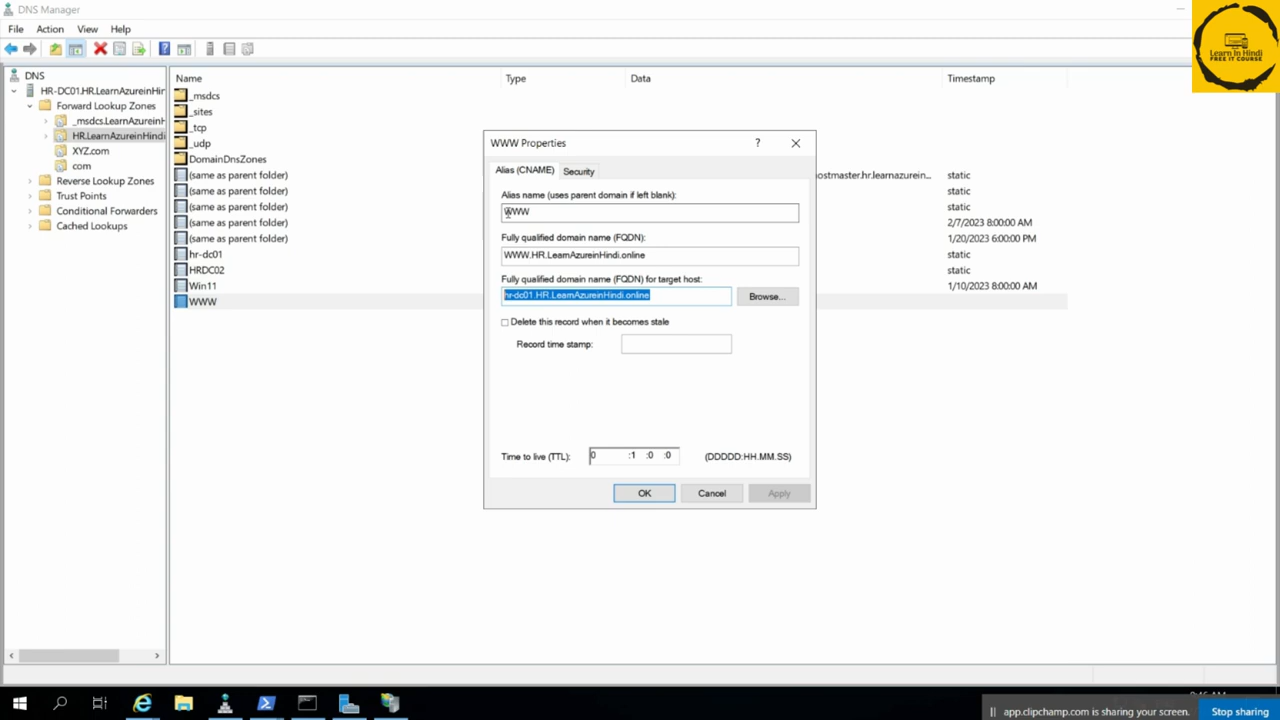 DNS Manager
File Action View Help
Learn In Hindi
FREE IT COURSE
DNS
HR-DC01.HR.LearnAzureinHir
Forward Lookup Zones
_msdcs.LearnAzureinH
HR.LearnAzureinHindi
XYZ.com
com
Reverse Lookup Zones
Trust Points
Conditional Forwarders
Cached Lookups
Name Type Data Timestamp
_msdcs
_sites
_tcp
_udp
DomainDnsZones
(same as parent folder) ostmaster.hr.learnazurein... static
(same as parent folder) static
(same as parent folder) static
(same as parent folder) 2/7/2023 8:00:00 AM
(same as parent folder) 1/20/2023 6:00:00 PM
hr-dc01 static
HRDC02 static
Win11 1/10/2023 8:00:00 AM
WWW
WWW Properties
Alias (CNAME) Security
Alias name (uses parent domain if left blank):
WWW
Fully qualified domain name (FQDN):
WWW.HR.LearnAzureinHindi.online
Fully qualified domain name (FQDN) for target host:
hr-dc01.HR.LearnAzureinHindi.online Browse...
Delete this record when it becomes stale
Record time stamp:
Time to live (TTL): 0 :1 :0 :0 (DDDDD:HH.MM.SS)
OK Cancel Apply
app.clipchamp.com is sharing your screen. Stop sharing